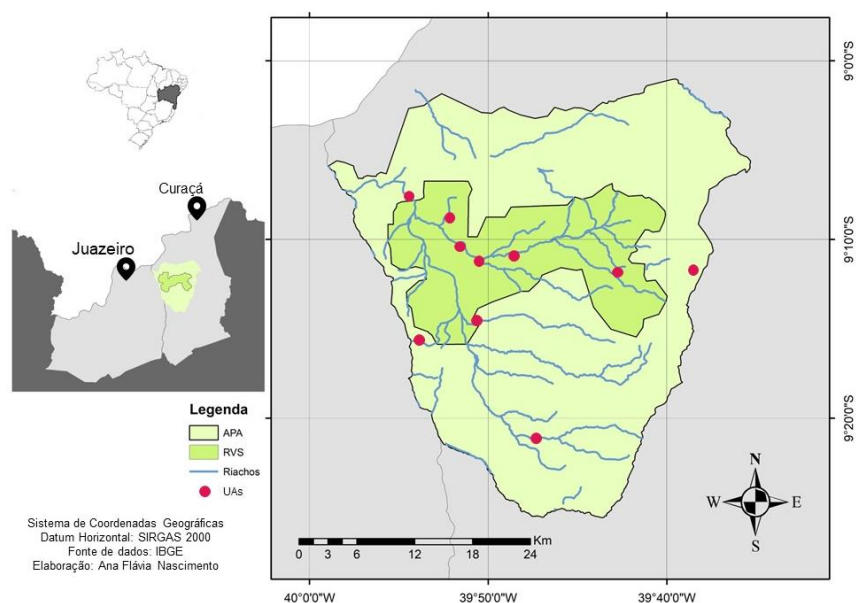 Curaçá
Juazeiro
Legenda
APA
RVS
Riachos
UAs
Sistema de Coordenadas Geográficas
Datum Horizontal: SIRGAS 2000
Fonte de dados: IBGE
Elaboração: Ana Flávia Nascimento
9°0'0"S
9°10'0"S
9°20'0"S
N
W E
S
Km
0 3 6 12 18 24
40°0'0"W 39°50'0"W 39°40'0"W